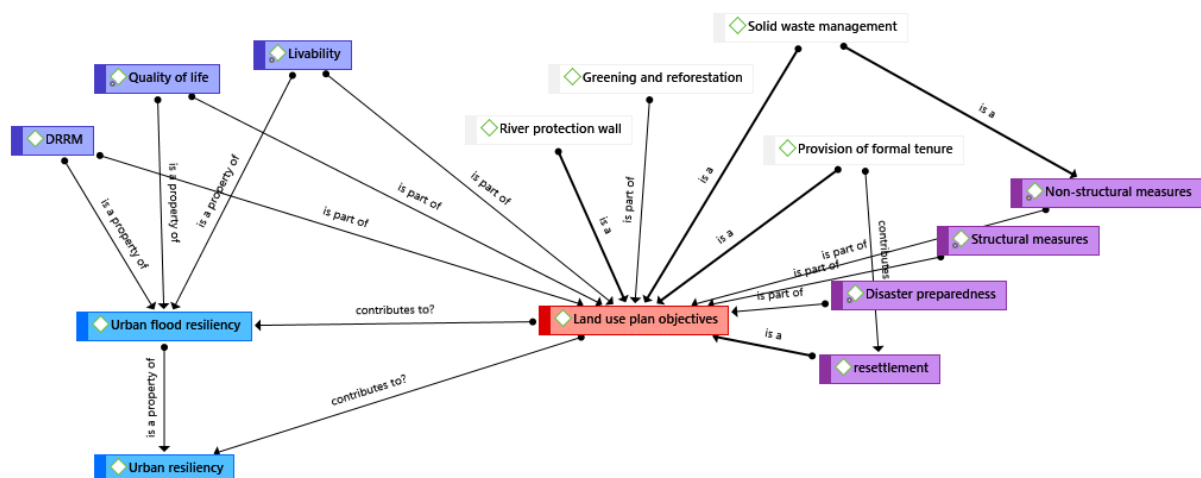 Solid waste management
Livability
Quality of life
Greening and reforestation
River protection wall
DRRM
Provision of formal tenure
is a
Non-structural measures
is a property of
is a property of
is a property of
is part of
is part of
is part of
is a
is part of
is a
is a
contributes
is part of
Structural measures
is part of
Disaster preparedness
is part of
contributes to?
Urban flood resiliency
Land use plan objectives
is a
resettlement
is a property of
contributes to?
Urban resiliency